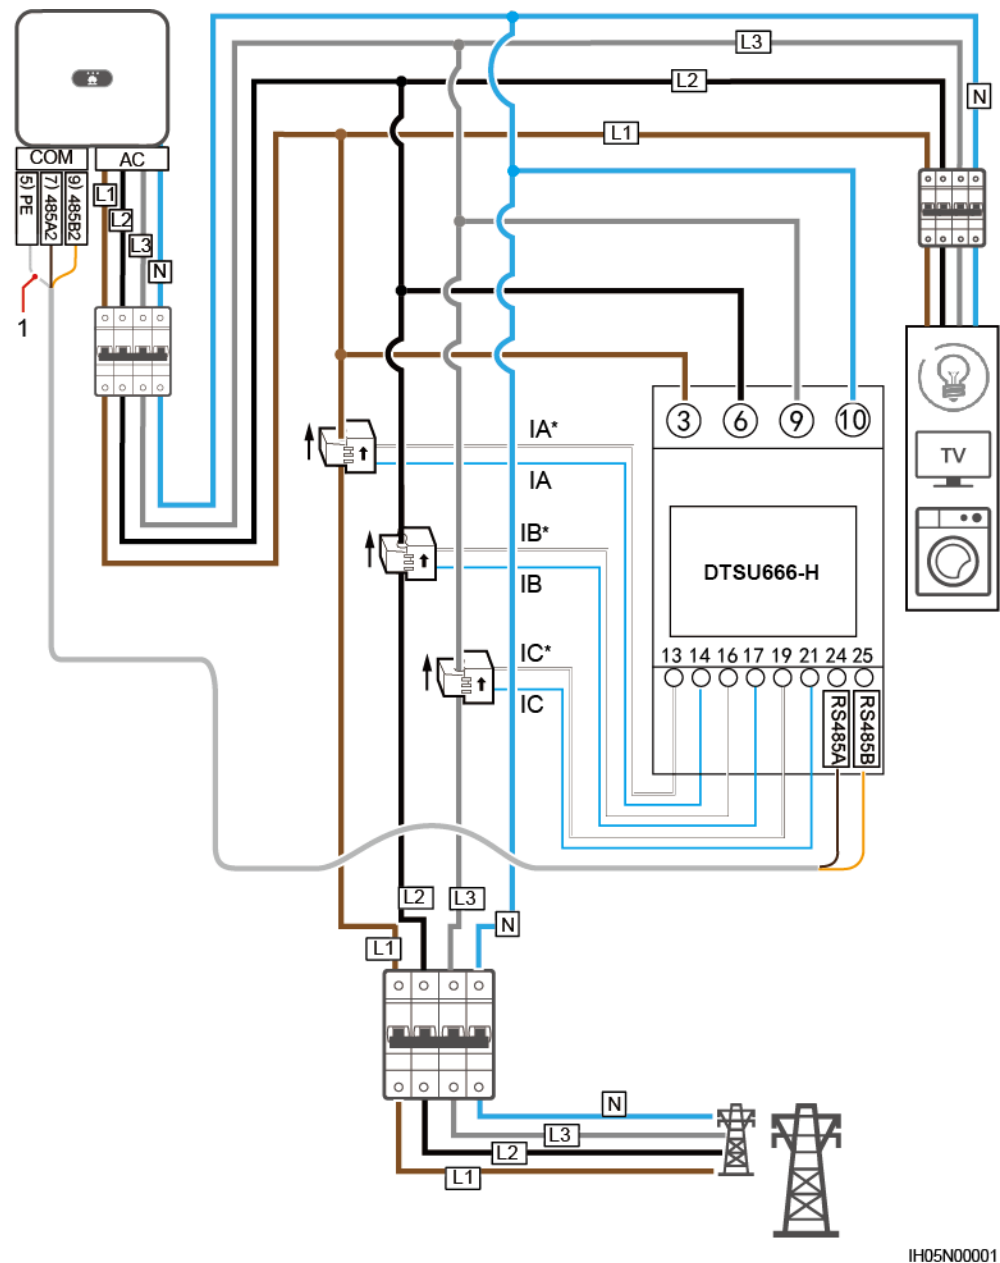 L3
L2
N
L1
COM
AC
5) PE
7) 485A2
9) 485B2
L1
L2
L3
N
1
3
6
9
10
IA*
IA
TV
IB*
IB
DTSU666-H
IC*
IC
13 14 16 17 19 21 24 25
RS485A
RS485B
L2
L3
N
L1
N
L3
L2
L1
IH05N00001